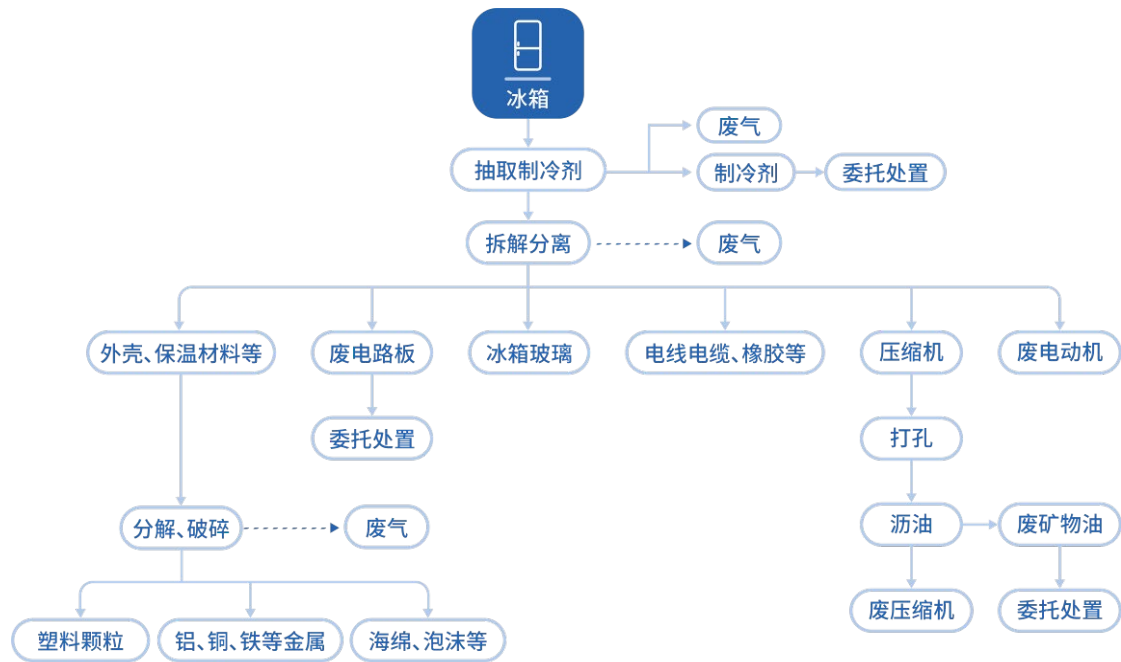 冰箱
废气
抽取制冷剂
制冷剂
委托处置
拆解分离
废气
外壳、保温材料等
废电路板
冰箱玻璃
电线电缆、橡胶等
压缩机
废电动机
委托处置
打孔
分解、破碎
废气
沥油
废矿物油
废压缩机
委托处置
塑料颗粒
铝、铜、铁等金属
海绵、泡沫等